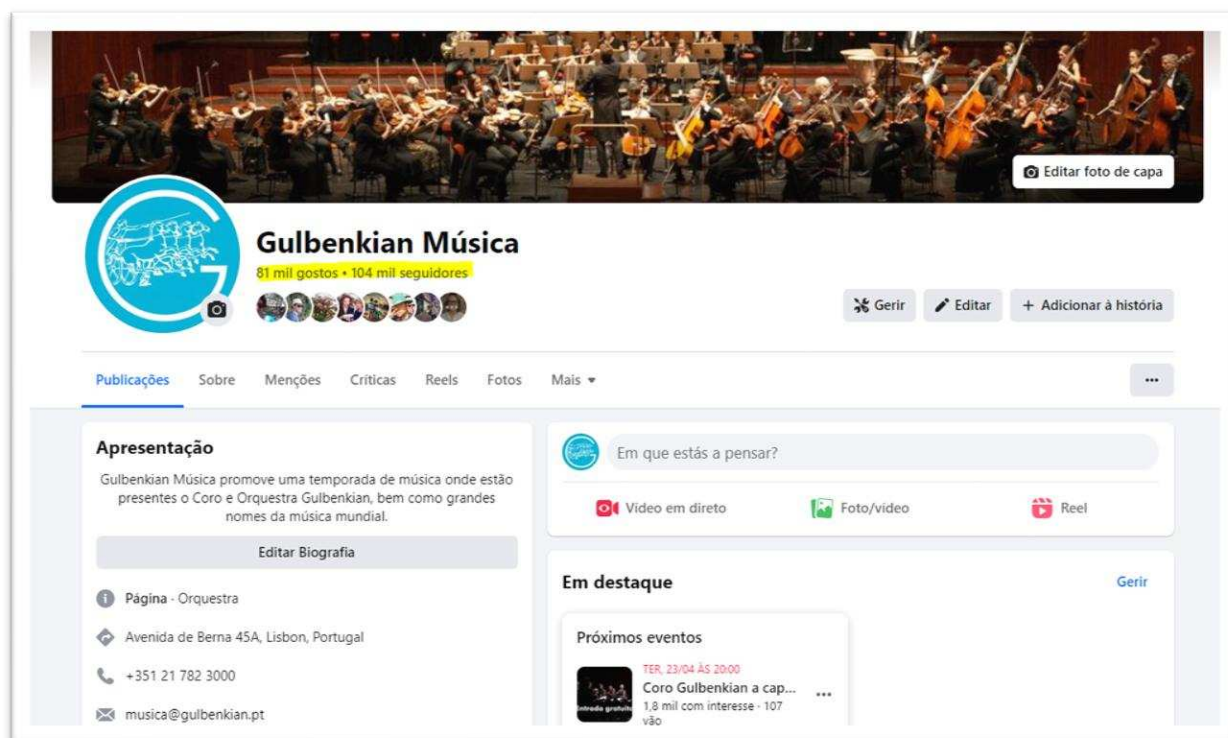 Editar foto de capa
Gulbenkian Música
81 mil gostos • 104 mil seguidores
Gerir
Editar
+ Adicionar à história
Publicações
Sobre
Menções
Críticas
Reels
Fotos
Mais
Apresentação
Gulbenkian Música promove uma temporada de música onde estão
presentes o Coro e Orquestra Gulbenkian, bem como grandes
nomes da música mundial.
Editar Biografia
Página · Orquestra
Avenida de Berna 45A, Lisbon, Portugal
+351 21 782 3000
musica@gulbenkian.pt
Em que estás a pensar?
Vídeo em direto
Foto/vídeo
Reel
Em destaque
Gerir
Próximos eventos
TER, 23/04 ÀS 20:00
Coro Gulbenkian a cap...
1,8 mil com interesse · 107
vão
Entrada gratuita